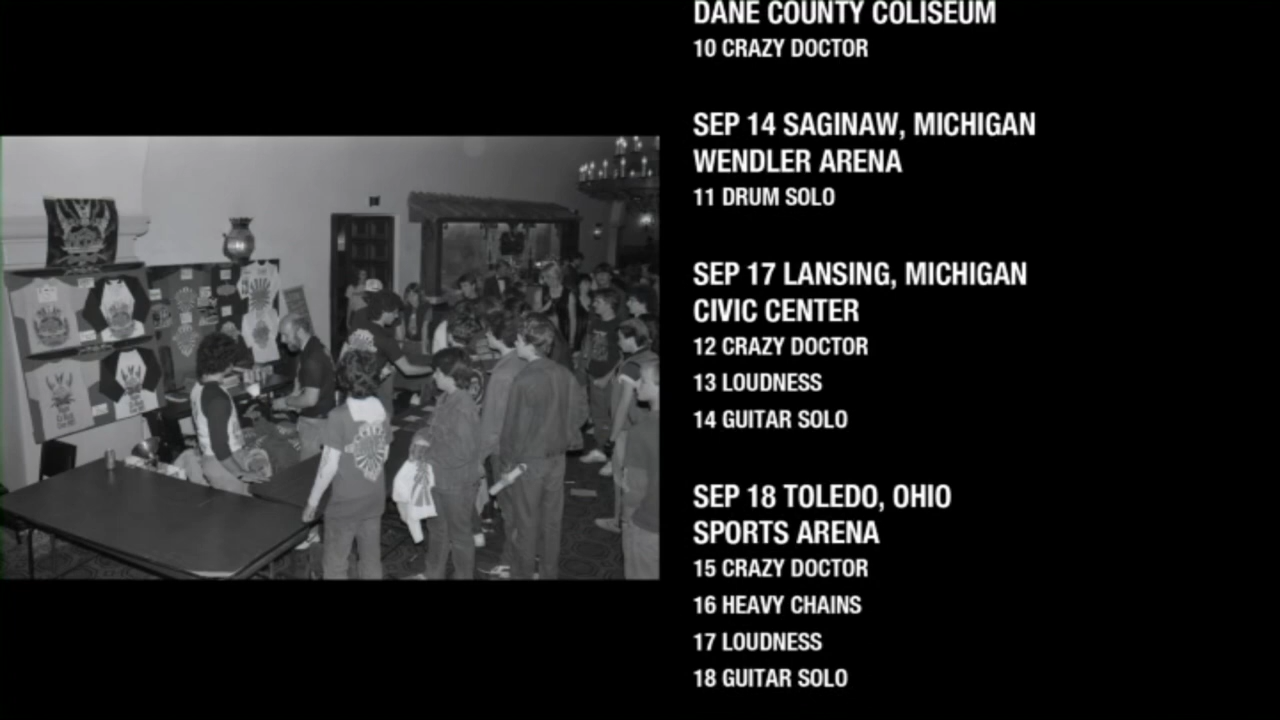 DANE COUNTY COLISEUM
10 CRAZY DOCTOR
SEP 14 SAGINAW, MICHIGAN
WENDLER ARENA
11 DRUM SOLO
SEP 17 LANSING, MICHIGAN
CIVIC CENTER
12 CRAZY DOCTOR
13 LOUDNESS
14 GUITAR SOLO
SEP 18 TOLEDO, OHIO
SPORTS ARENA
15 CRAZY DOCTOR
16 HEAVY CHAINS
17 LOUDNESS
18 GUITAR SOLO